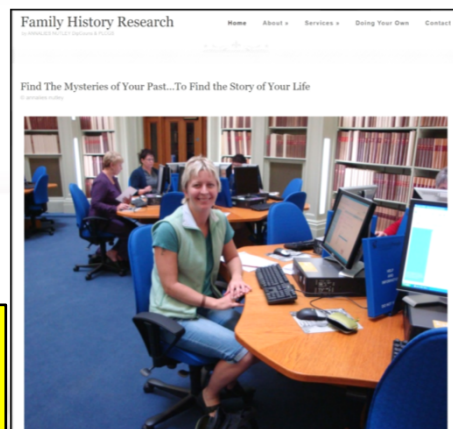 Family History Research
Home About » Services » Doing Your Own Contact
Find The Mysteries of Your Past...To Find the Story of Your Life